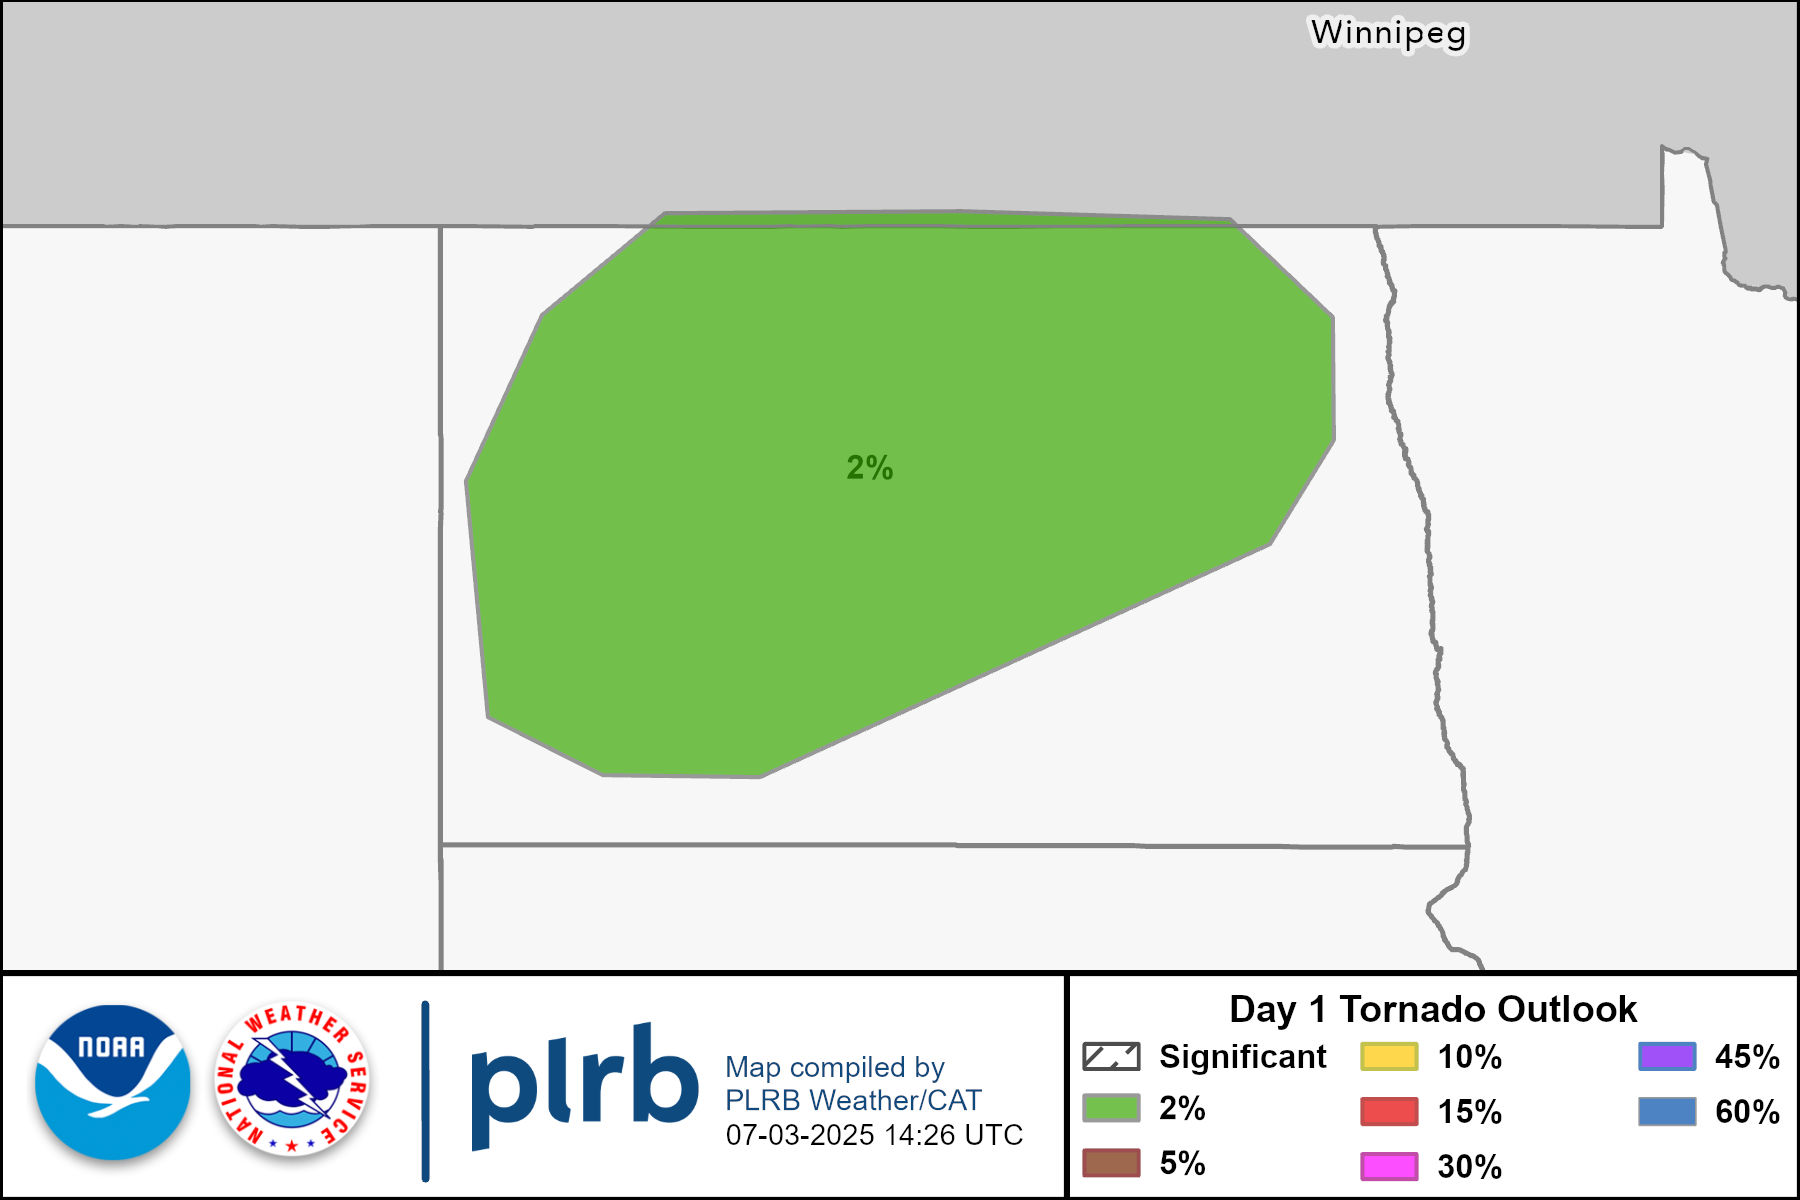 Winnipeg
2%
NOAA
NATIONAL WEATHER SERVICE
plrb
Map compiled by
PLRB Weather/CAT
07-03-2025 14:26 UTC
Day 1 Tornado Outlook
Significant
2%
5%
10%
15%
30%
45%
60%